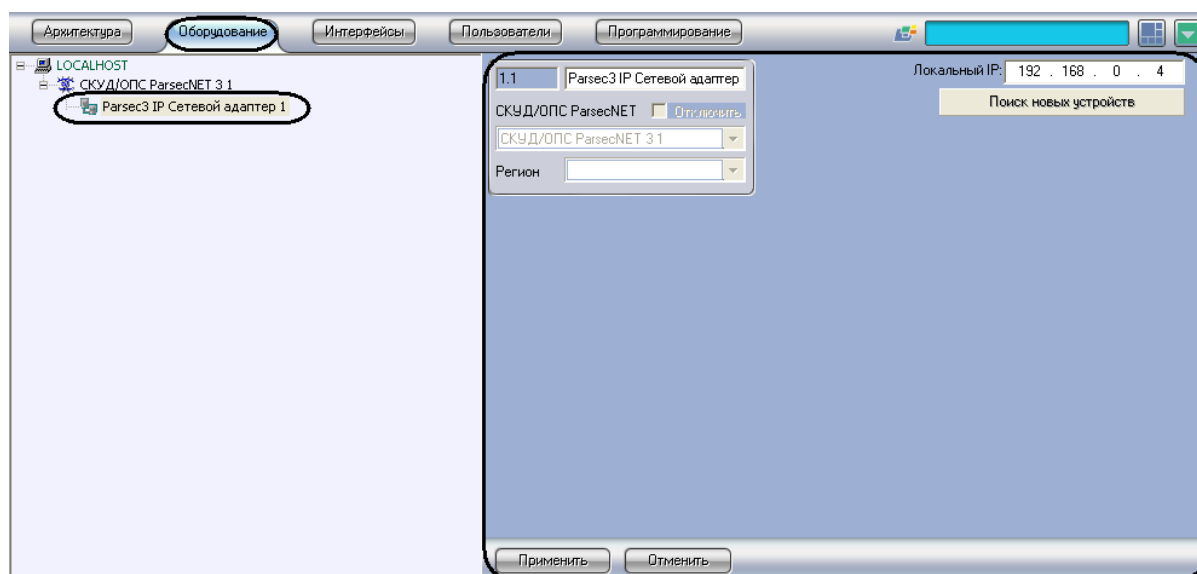 Архитектура Оборудование Интерфейсы Пользователи Программирование
LOCALHOST
СКУД/ОПС ParsecNET 3 1
Parsec3 IP Сетевой адаптер 1
1.1 Parsec3 IP Сетевой адаптер
СКУД/ОПС ParsecNET Отключить
СКУД/ОПС ParsecNET 3 1
Регион
Локальный IP: 192 . 168 . 0 . 4
Поиск новых устройств
Применить Отменить